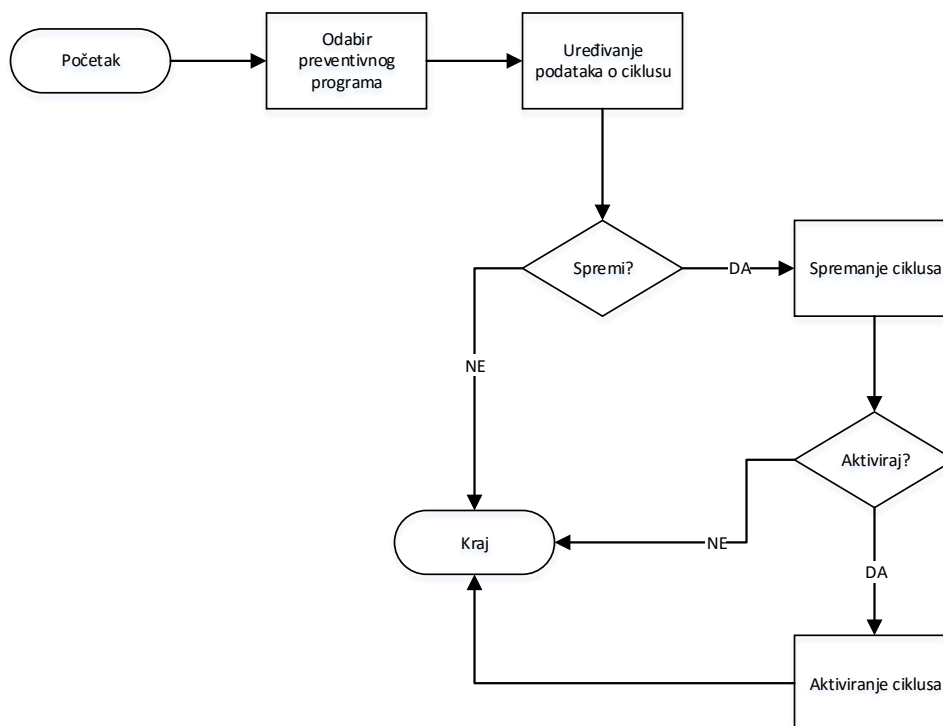 Početak
Odabir
preventivnog
programa
Uređivanje
podataka o ciklusu
Spremi?
DA
Spremanje ciklusa
NE
Aktiviraj?
Kraj
NE
DA
Aktiviranje ciklusa